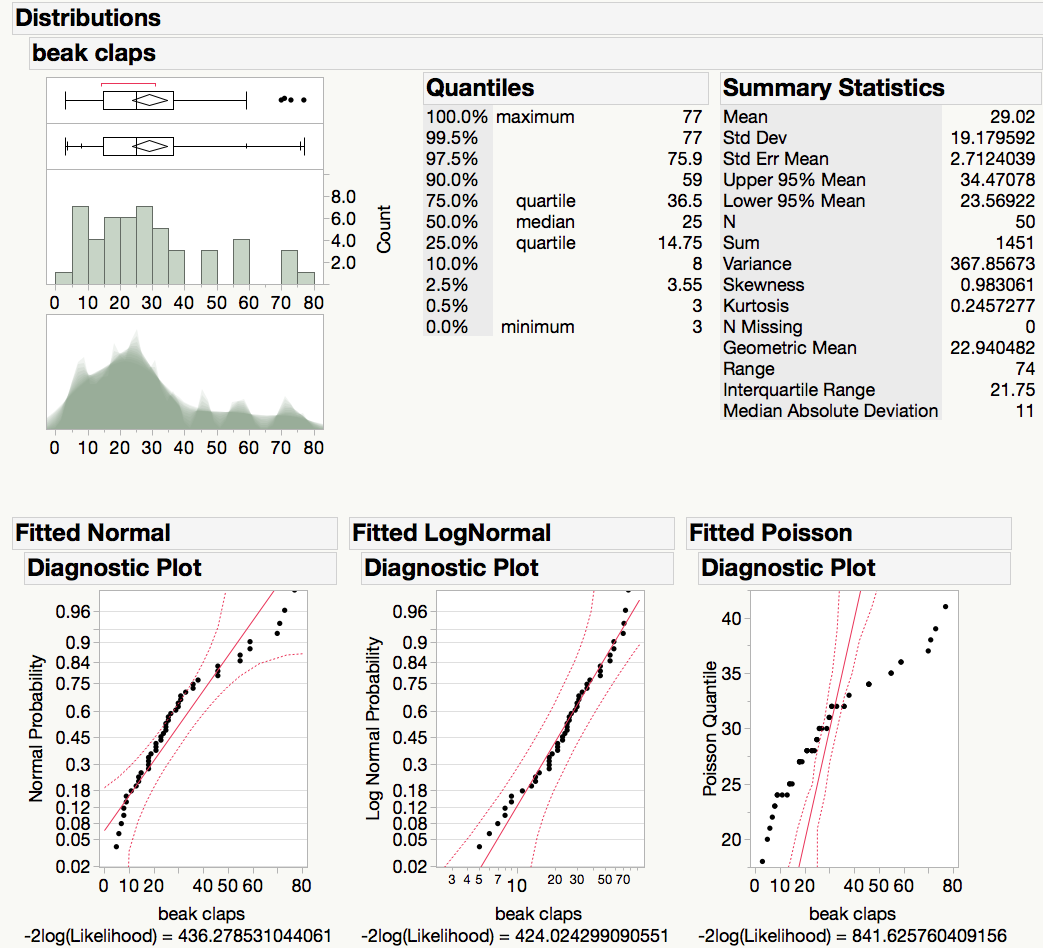 Distributions
beak claps
Quantiles
100.0% maximum 77
99.5% 77
97.5% 75.9
90.0% 59
75.0% quartile 36.5
50.0% median 25
25.0% quartile 14.75
10.0% 8
2.5% 3.55
0.5% 3
0.0% minimum 3
Summary Statistics
Mean 29.02
Std Dev 19.179592
Std Err Mean 2.7124039
Upper 95% Mean 34.47078
Lower 95% Mean 23.56922
N 50
Sum 1451
Variance 367.85673
Skewness 0.983061
Kurtosis 0.2457277
N Missing 0
Geometric Mean 22.940482
Range 74
Interquartile Range 21.75
Median Absolute Deviation 11
8.0
6.0
4.0
2.0
Count
0 10 20 30 40 50 60 70 80
0 10 20 30 40 50 60 70 80
Fitted Normal
Diagnostic Plot
Normal Probability
0.96
0.9
0.84
0.75
0.6
0.45
0.3
0.18
0.12
0.08
0.05
0.02
0 10 20 40 50 60 80
beak claps
-2log(Likelihood) = 436.278531044061
Fitted LogNormal
Diagnostic Plot
Log Normal Probability
0.96
0.9
0.84
0.75
0.6
0.45
0.3
0.18
0.12
0.08
0.05
0.02
3 4 5 7 10 20 30 50 70
beak claps
-2log(Likelihood) = 424.024299090551
Fitted Poisson
Diagnostic Plot
Poisson Quantile
40
35
30
25
20
0 10 20 40 50 60 80
beak claps
-2log(Likelihood) = 841.625760409156